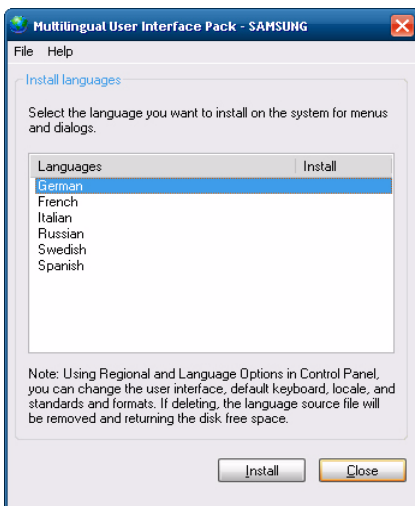 Multilingual User Interface Pack - SAMSUNG
File Help
Install languages
Select the language you want to install on the system for menus
and dialogs.
Languages Install
German
French
Italian
Russian
Swedish
Spanish
Note: Using Regional and Language Options in Control Panel,
you can change the user interface, default keyboard, locale, and
standards and formats. If deleting, the language source file will
be removed and returning the disk free space.
Install Close